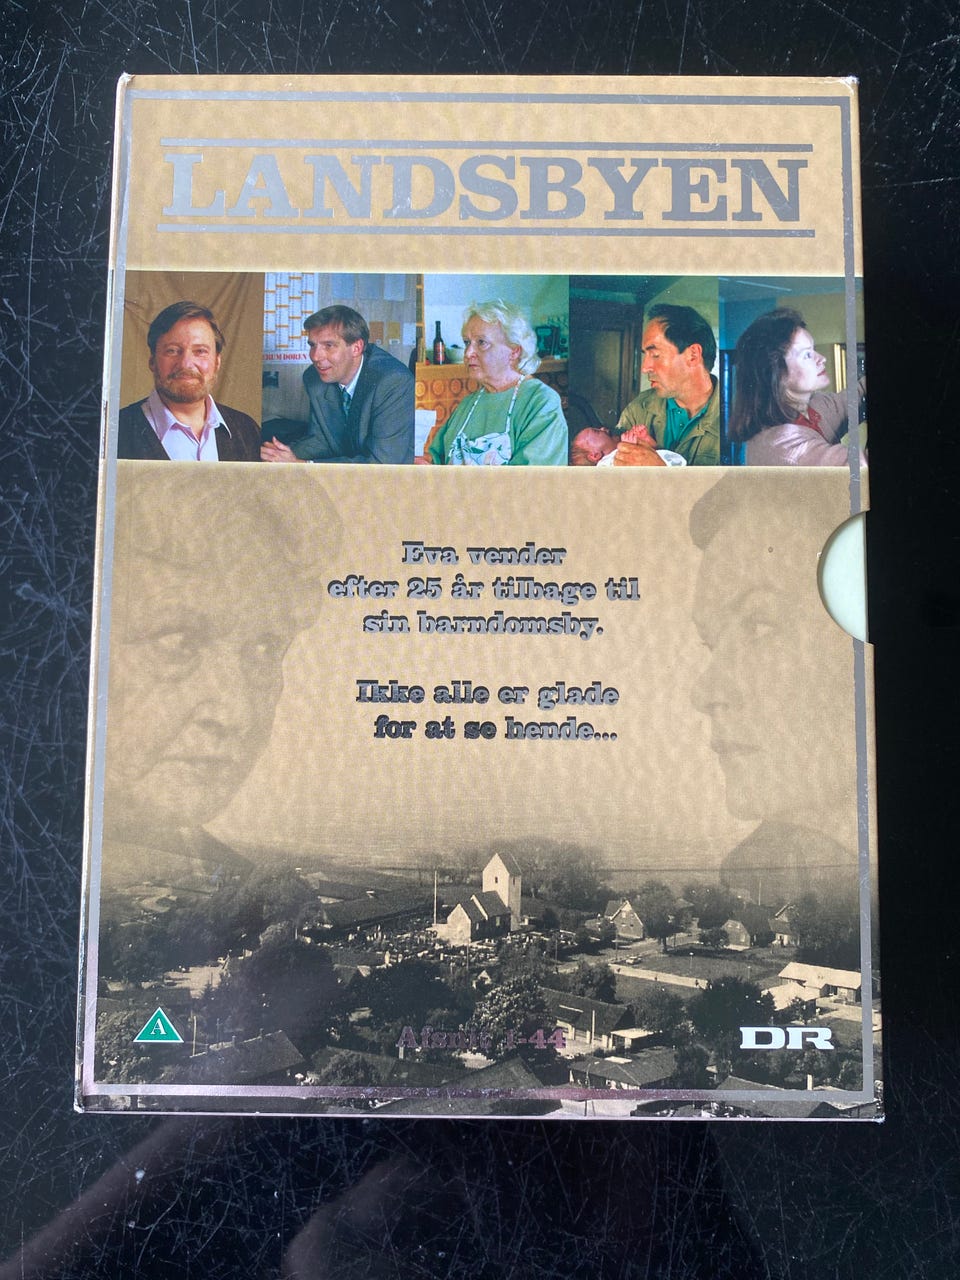 LANDSBYEN
Eva vender
efter 25 år tilbage til
sin barndomsby.
Ikke alle er glade
for at se hende...
A
Afsnit 1-44
DR